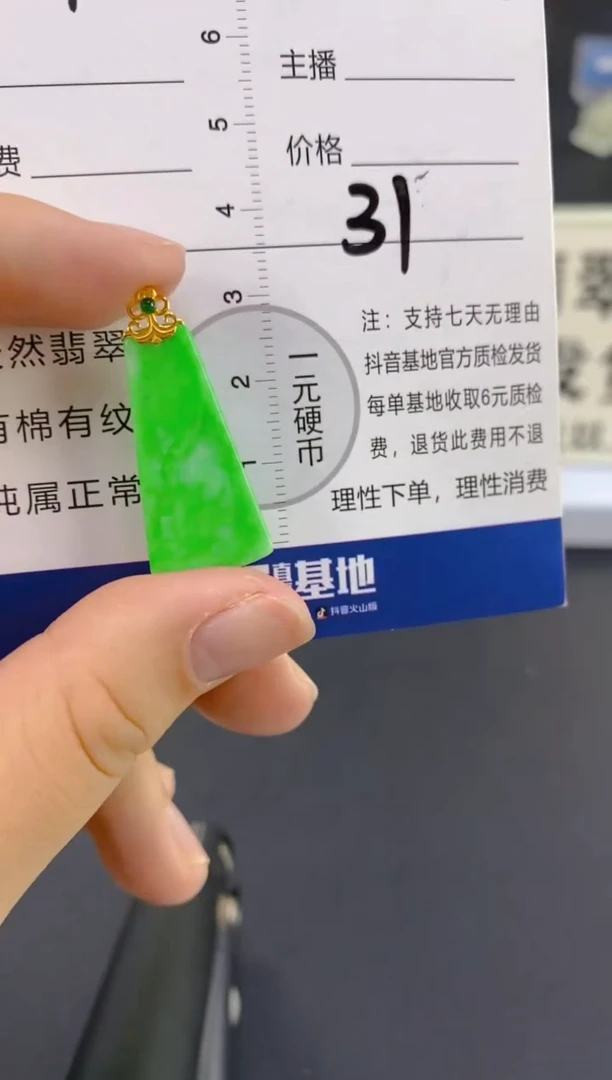 6
主播
5
费
价格
4
31
3
然翡翠
注：支持七天无理由
一元硬币
2
抖音基地官方质检发货
有棉有纹
每单基地收取6元质检
1
费，退货此费用不退
纯属正常
理性下单，理性消费
基地
抖音火山版
翠
发货